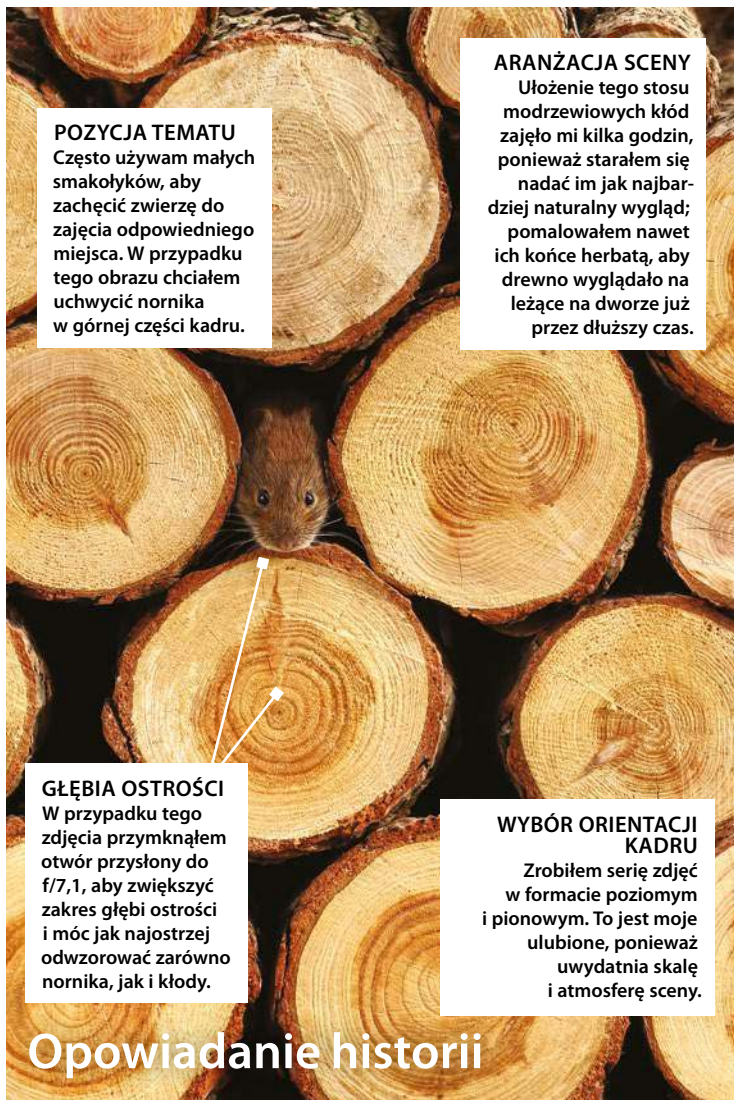 POZYCJA TEMATU
Często używam małych
smakołyków, aby
zachęcić zwierzę do
zajęcia odpowiedniego
miejsca. W przypadku
tego obrazu chciałem
uchwycić nornika
w górnej części kadru.
ARANŻACJA SCENY
Ułożenie tego stosu
modrzewiowych kłód
zajęło mi kilka godzin,
ponieważ starałem się
nadać im jak najbar-
dziej naturalny wygląd;
pomalowałem nawet
ich końce herbatą, aby
drewno wyglądało na
leżące na dworze już
przez dłuższy czas.
GŁĘBIA OSTROŚCI
W przypadku tego
zdjęcia przymknąłem
otwór przysłony do
f/7,1, aby zwiększyć
zakres głębi ostrości
i móc jak najostrzej
odwzorować zarówno
nornika, jak i kłody.
WYBÓR ORIENTACJI
KADRU
Zrobiłem serię zdjęć
w formacie poziomym
i pionowym. To jest moje
ulubione, ponieważ
uwydatnia skalę
i atmosferę sceny.
Opowiadanie historii